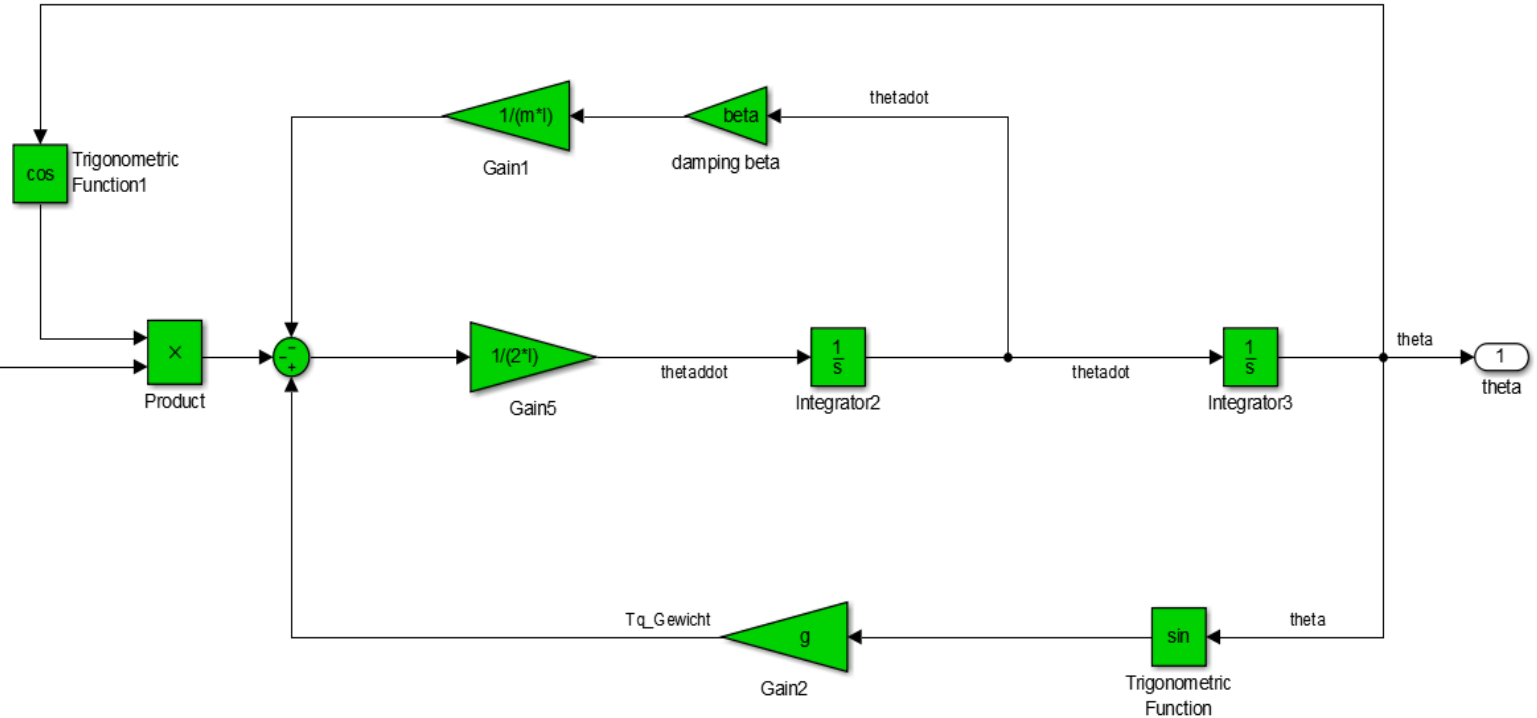 thetadot
1/(m*l)
beta
Gain1
damping beta
cos
Trigonometric
Function1
×
Product
−
−
+
1/(2*l)
Gain5
thetaddot
1
s
Integrator2
thetadot
1
s
Integrator3
theta
1
theta
Tq_Gewicht
g
Gain2
sin
Trigonometric
Function
theta